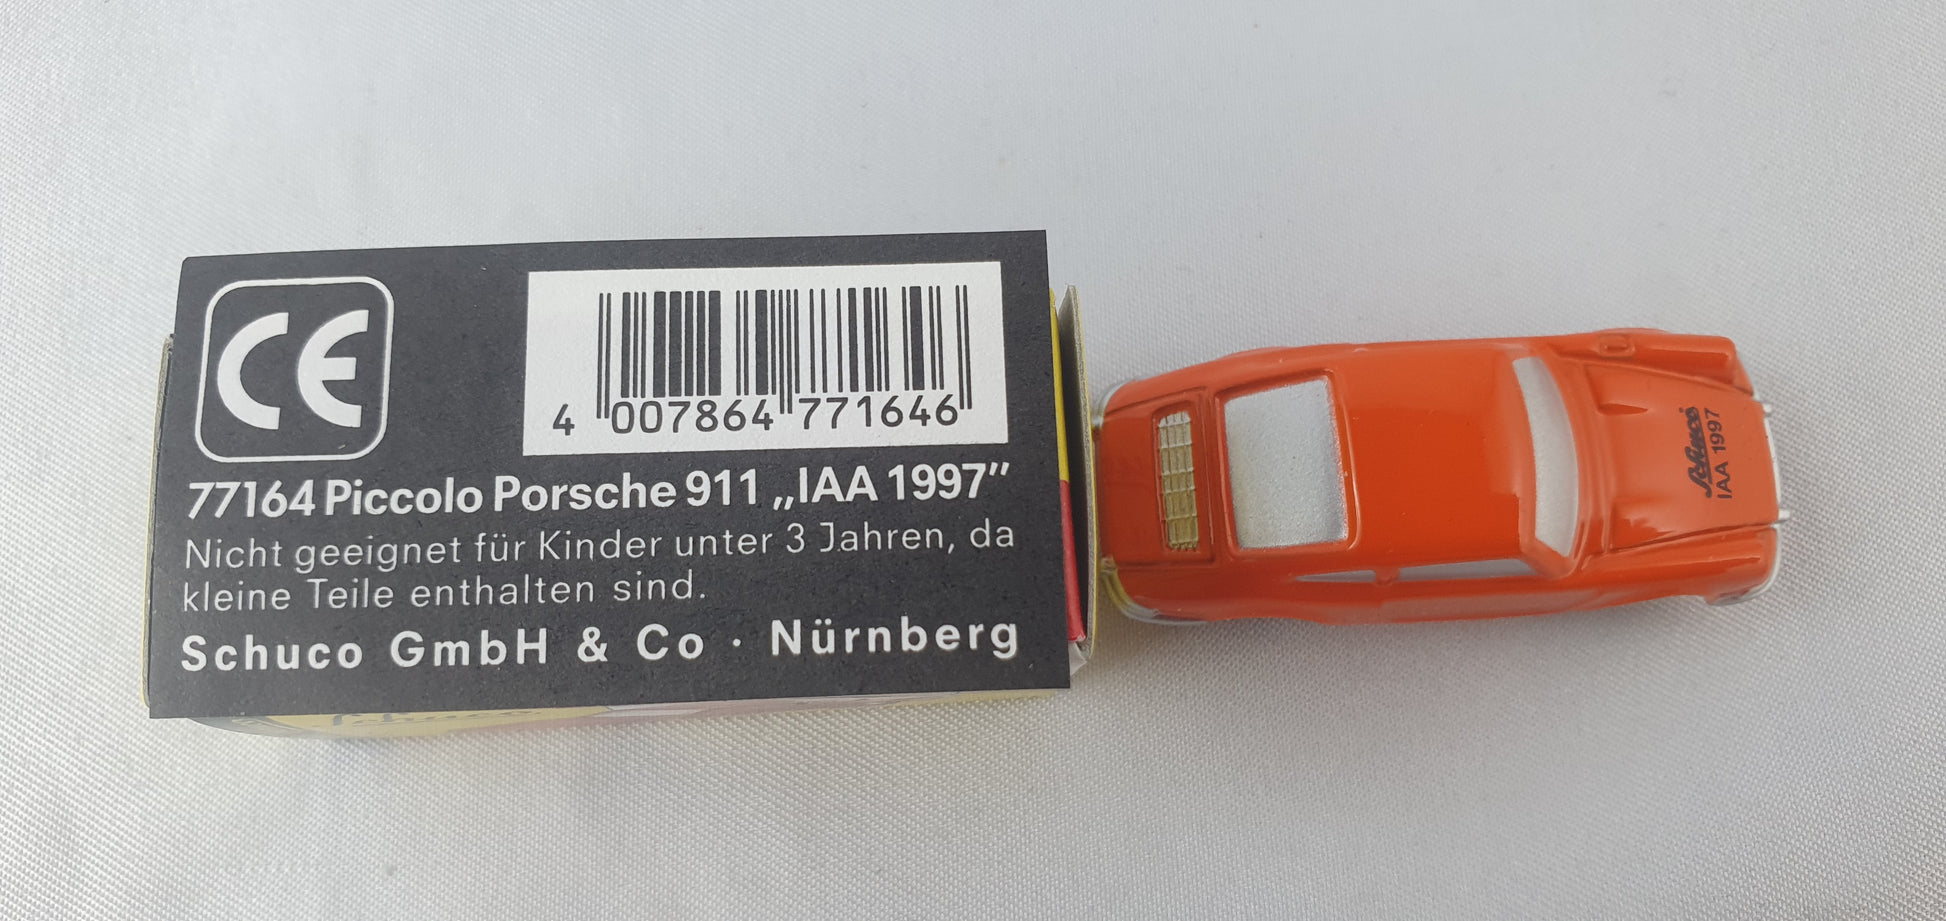 CE
4 007864 771646
77164 Piccolo Porsche 911 „IAA 1997”
Nicht geeignet für Kinder unter 3 Jahren, da
kleine Teile enthalten sind.
Schuco GmbH & Co · Nürnberg
Schuco
IAA 1997
Schuco